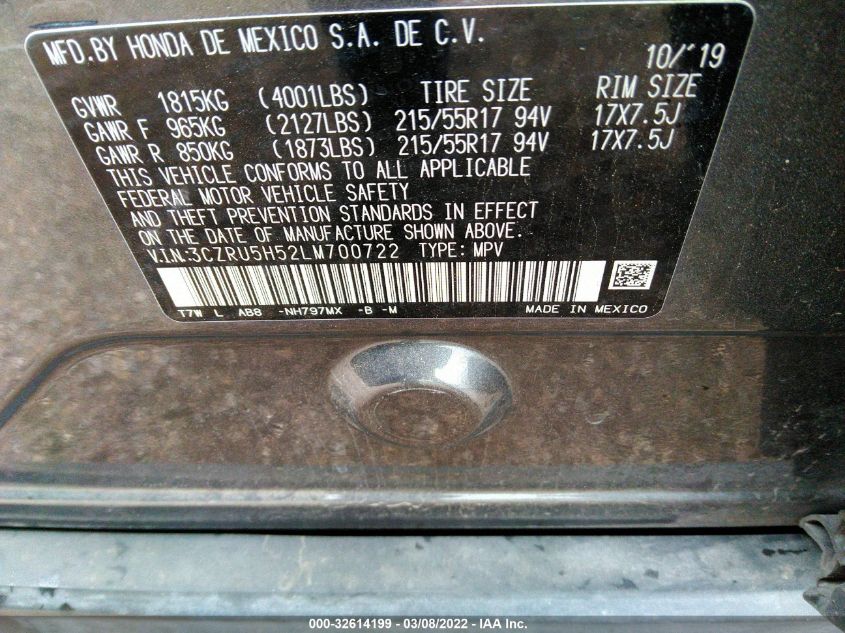 MFD.BY HONDA DE MEXICO S.A. DE C.V. 10/'19
GVWR 1815KG (4001LBS) TIRE SIZE RIM SIZE
GAWR F 965KG (2127LBS) 215/55R17 94V 17X7.5J
GAWR R 850KG (1873LBS) 215/55R17 94V 17X7.5J
THIS VEHICLE CONFORMS TO ALL APPLICABLE
FEDERAL MOTOR VEHICLE SAFETY
AND THEFT PREVENTION STANDARDS IN EFFECT
ON THE DATE OF MANUFACTURE SHOWN ABOVE.
V.I.N:3CZRU5H52LM700722 TYPE: MPV
T7W L AB8 -NH797MX -B -M MADE IN MEXICO
000-32614199 - 03/08/2022 - IAA Inc.